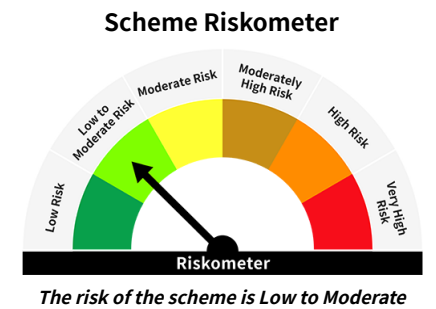 Scheme Riskometer
Low Risk
Low to
Moderate Risk
Moderate Risk
Moderately
High Risk
High Risk
Very High
Risk
Riskometer
The risk of the scheme is Low to Moderate